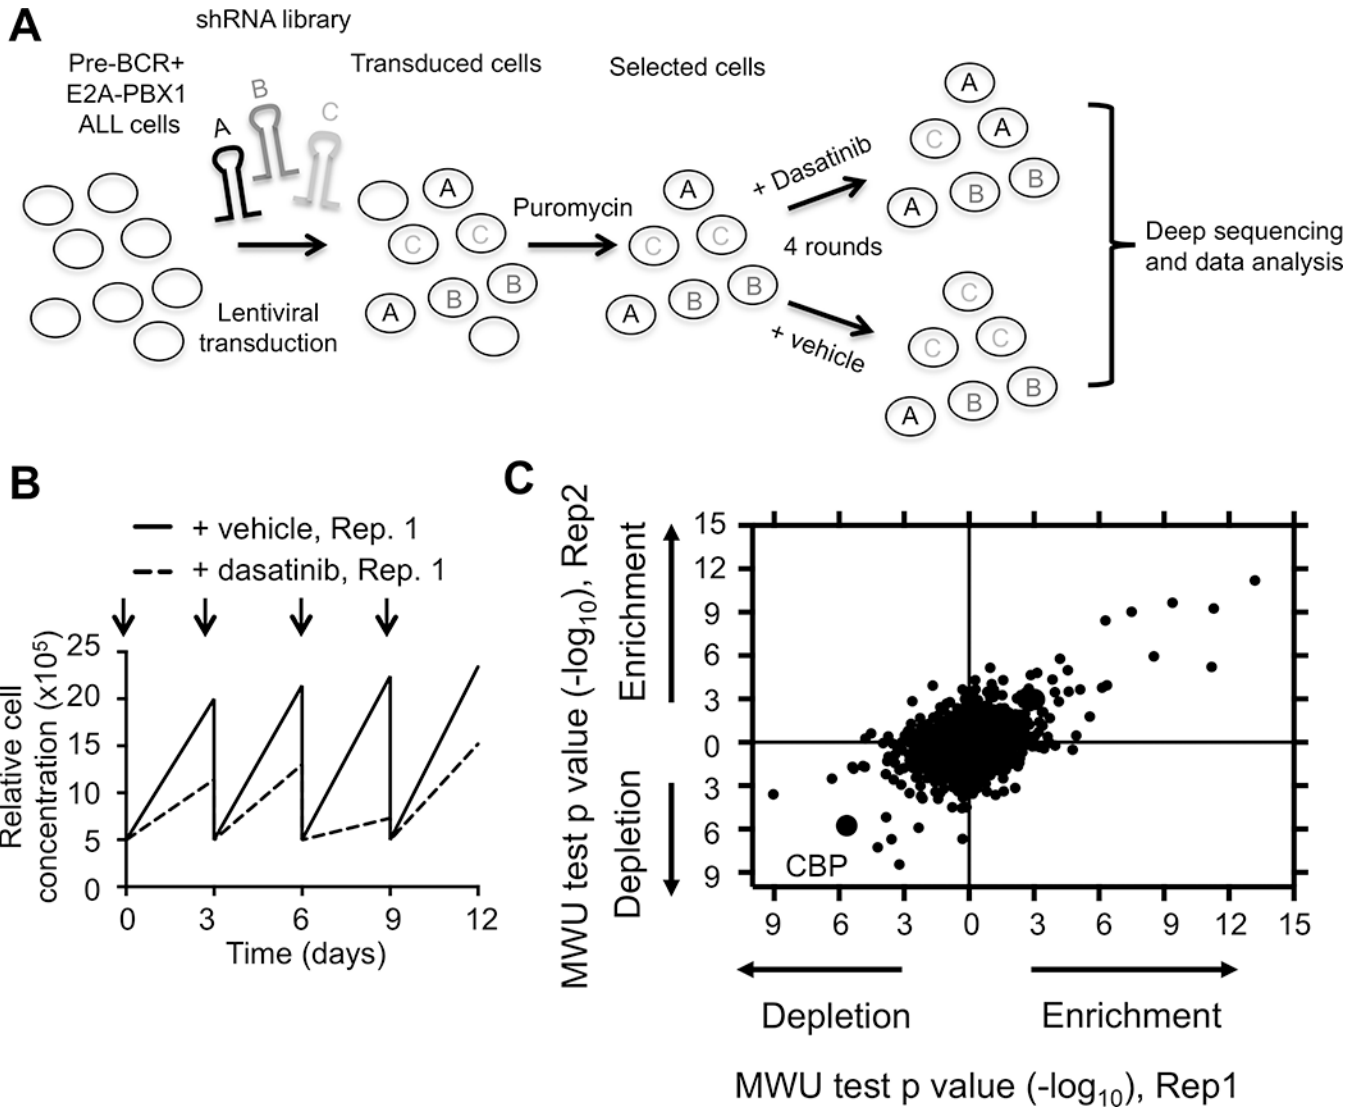 A
shRNA library
Pre-BCR+
E2A-PBX1
ALL cells
A
B
C
Lentiviral
transduction
Transduced cells
A
C
C
B
B
A
Puromycin
Selected cells
A
C
C
B
B
A
+ Dasatinib
4 rounds
+ vehicle
A
C
A
A
B
B
C
C
C
A
B
B
Deep sequencing
and data analysis
B
+ vehicle, Rep. 1
+ dasatinib, Rep. 1
Relative cell
concentration (x10⁵)
25
20
15
10
5
0
0
3
6
9
12
Time (days)
C
MWU test p value (-log₁₀), Rep2
Enrichment
Depletion
15
12
9
6
3
0
3
6
9
CBP
9
6
3
0
3
6
9
12
15
Depletion
Enrichment
MWU test p value (-log₁₀), Rep1